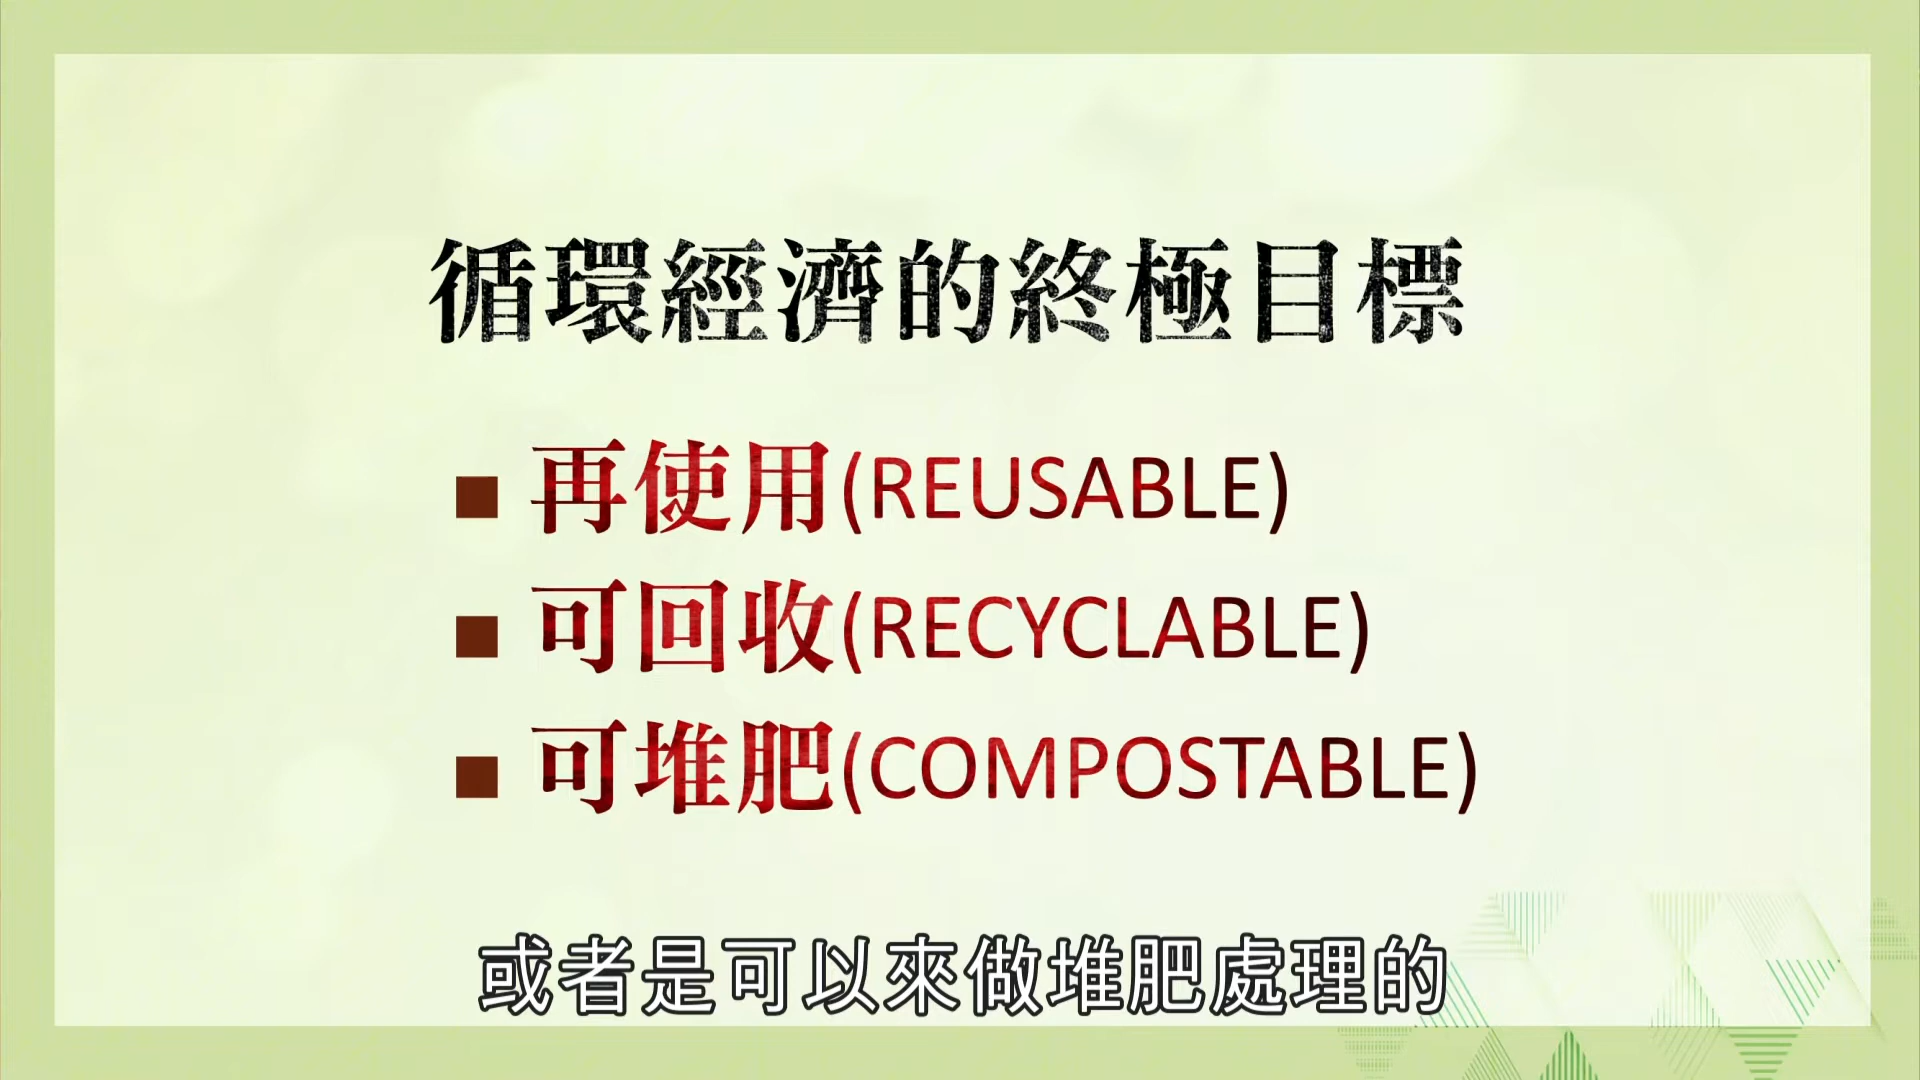 循環經濟的終極目標
■ 再使用(REUSABLE)
■ 可回收(RECYCLABLE)
■ 可堆肥(COMPOSTABLE)
或者是可以來做堆肥處理的